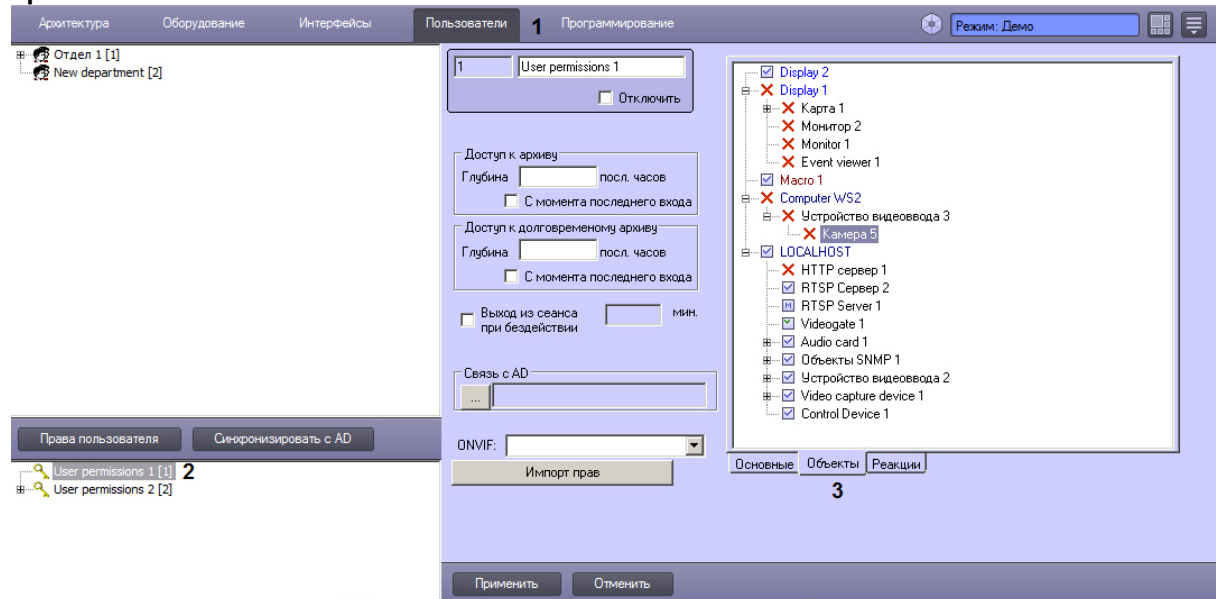 Архитектура Оборудование Интерфейсы Пользователи 1 Программирование Режим: Демо
Отдел 1 [1]
New department [2]
Права пользователя Синхронизировать с AD
User permissions 1 [1] 2
User permissions 2 [2]
1 User permissions 1
Отключить
Доступ к архиву
Глубина посл. часов
С момента последнего входа
Доступ к долговременому архиву
Глубина посл. часов
С момента последнего входа
Выход из сеанса мин.
при бездействии
Связь с AD
...
ONVIF:
Импорт прав
Display 2
Display 1
Карта 1
Монитор 2
Monitor 1
Event viewer 1
Macro 1
Computer WS2
Устройство видеоввода 3
Камера 5
LOCALHOST
HTTP сервер 1
RTSP Сервер 2
RTSP Server 1
Videogate 1
Audio card 1
Объекты SNMP 1
Устройство видеоввода 2
Video capture device 1
Control Device 1
Основные Объекты Реакции
3
Применить Отменить